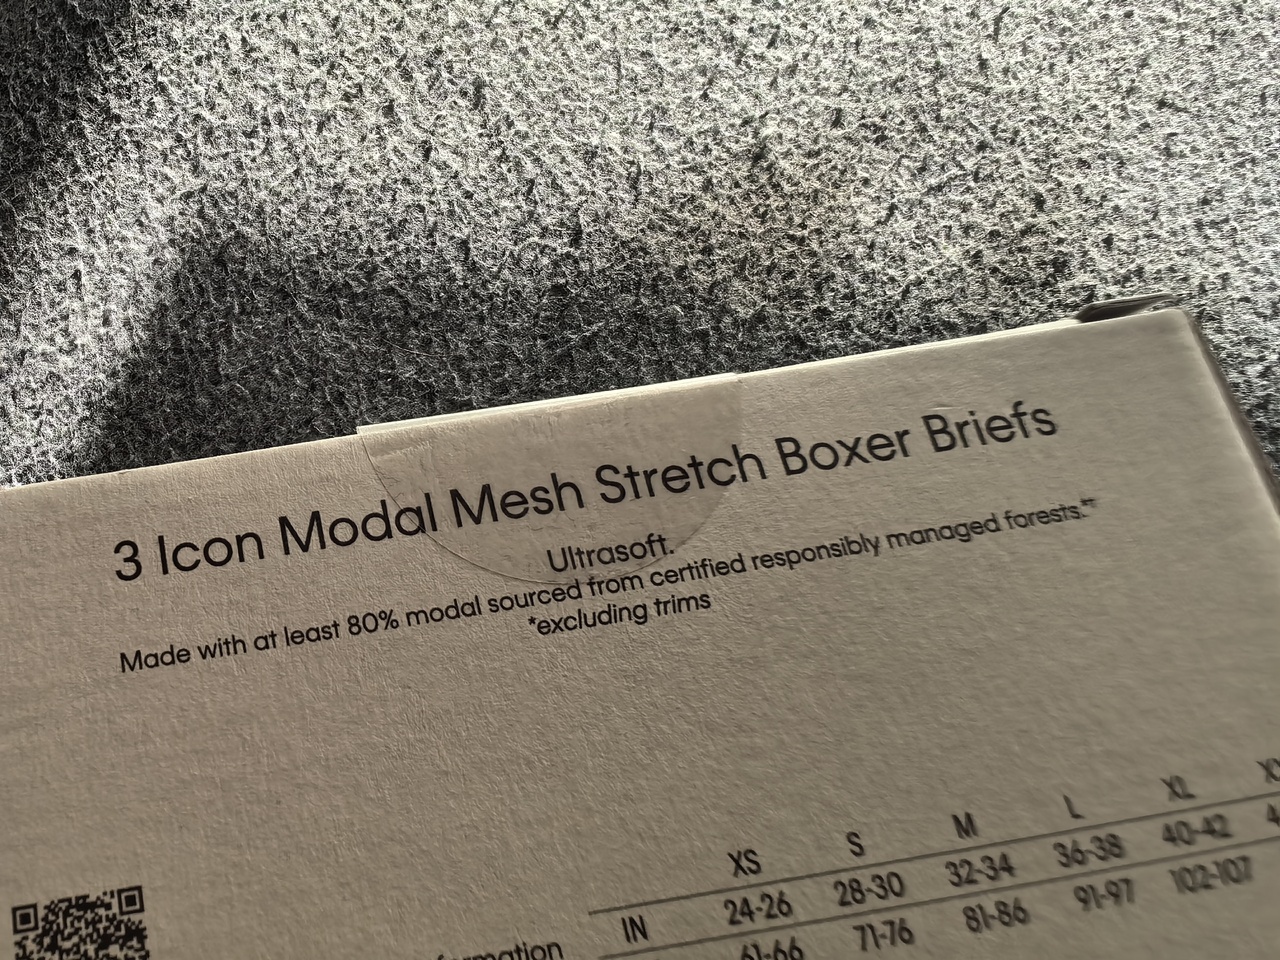 3 Icon Modal Mesh Stretch Boxer Briefs
Ultrasoft.
Made with at least 80% modal sourced from certified responsibly managed forests.**
*excluding trims
XS S M L XL
IN 24-26 28-30 32-34 36-38 40-42
61-66 71-76 81-86 91-97 102-107